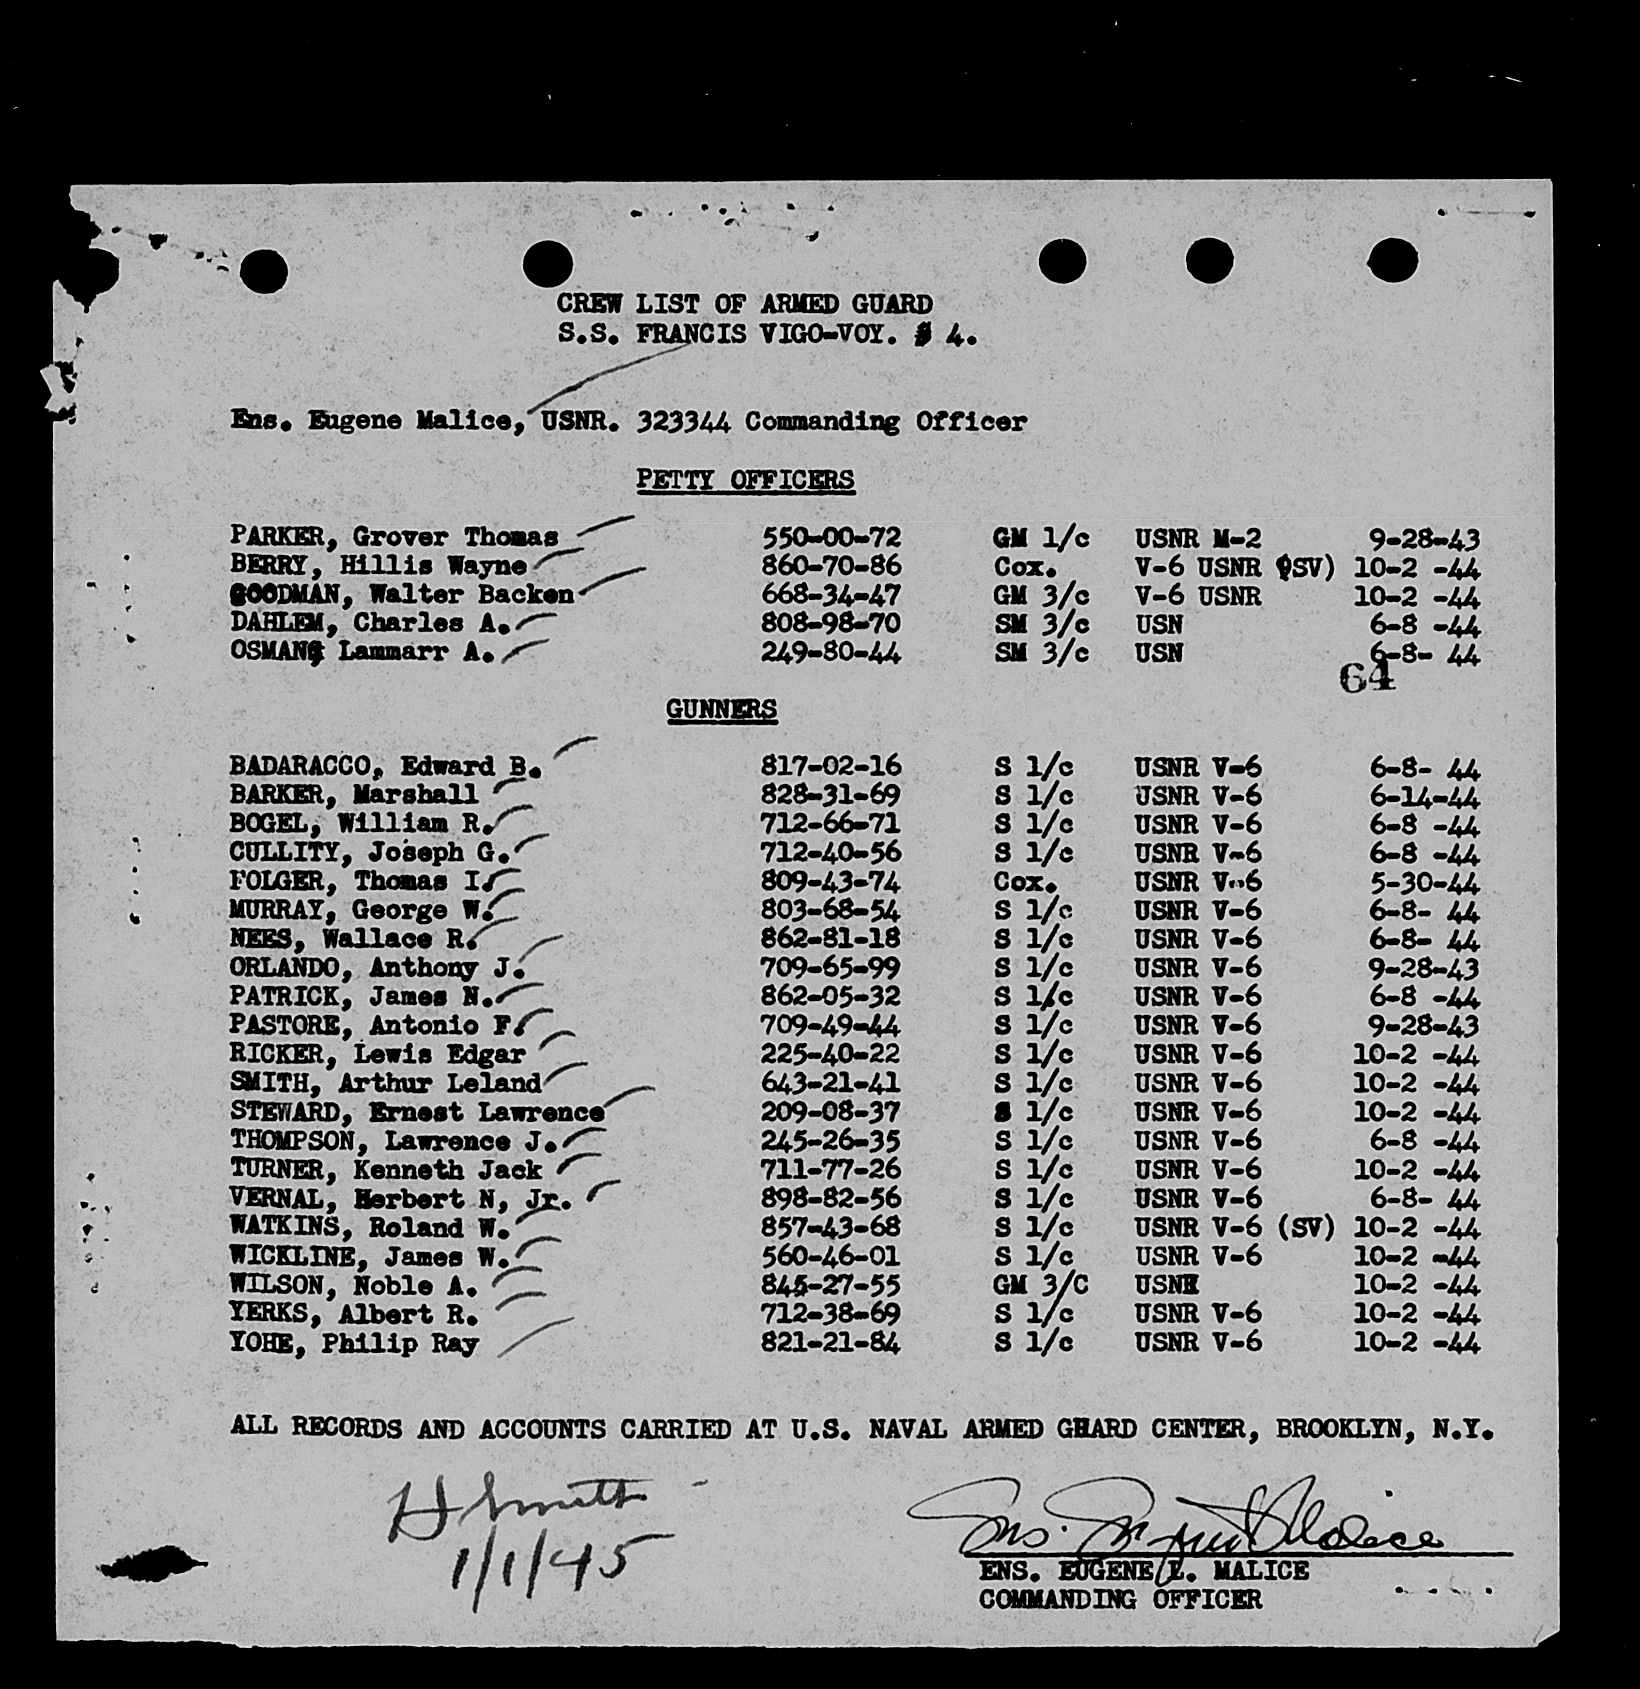 CREW LIST OF ARMED GUARD
S.S. FRANCIS VIGO-VOY. # 4.
Ens. Eugene Malice, USNR. 323344 Commanding Officer
PETTY OFFICERS
PARKER, Grover Thomas 550-00-72 GM 1/c USNR M-2 9-28-43
BERRY, Hillis Wayne 860-70-86 Cox. V-6 USNR (SV) 10-2 -44
GOODMAN, Walter Backen 668-34-47 GM 3/c V-6 USNR 10-2 -44
DAHLEM, Charles A. 808-98-70 SM 3/c USN 6-8 -44
OSMAN, Lammarr A. 249-80-44 SM 3/c USN 6-8- 44
64
GUNNERS
BADARACCO, Edward B. 817-02-16 S 1/c USNR V-6 6-8- 44
BARKER, Marshall 828-31-69 S 1/c USNR V-6 6-14-44
BOGEL, William R. 712-66-71 S 1/c USNR V-6 6-8 -44
CULLITY, Joseph G. 712-40-56 S 1/c USNR V-6 6-8 -44
FOLGER, Thomas I. 809-43-74 Cox. USNR V-6 5-30-44
MURRAY, George W. 803-68-54 S 1/c USNR V-6 6-8- 44
NEES, Wallace R. 862-81-18 S 1/c USNR V-6 6-8- 44
ORLANDO, Anthony J. 709-65-99 S 1/c USNR V-6 9-28-43
PATRICK, James N. 862-05-32 S 1/c USNR V-6 6-8 -44
PASTORE, Antonio F. 709-49-44 S 1/c USNR V-6 9-28-43
RICKER, Lewis Edgar 225-40-22 S 1/c USNR V-6 10-2 -44
SMITH, Arthur Leland 643-21-41 S 1/c USNR V-6 10-2 -44
STEWARD, Ernest Lawrence 209-08-37 S 1/c USNR V-6 10-2 -44
THOMPSON, Lawrence J. 245-26-35 S 1/c USNR V-6 6-8 -44
TURNER, Kenneth Jack 711-77-26 S 1/c USNR V-6 10-2 -44
VERNAL, Herbert N, Jr. 898-82-56 S 1/c USNR V-6 6-8- 44
WATKINS, Roland W. 857-43-68 S 1/c USNR V-6 (SV) 10-2 -44
WICKLINE, James W. 560-46-01 S 1/c USNR V-6 10-2 -44
WILSON, Noble A. 845-27-55 GM 3/C USNR 10-2 -44
YERKS, Albert R. 712-38-69 S 1/c USNR V-6 10-2 -44
YOHE, Philip Ray 821-21-84 S 1/c USNR V-6 10-2 -44
ALL RECORDS AND ACCOUNTS CARRIED AT U.S. NAVAL ARMED GUARD CENTER, BROOKLYN, N.Y.
H Smith
1/1/45
Ens. Eugene L Malice
ENS. EUGENE L. MALICE
COMMANDING OFFICER